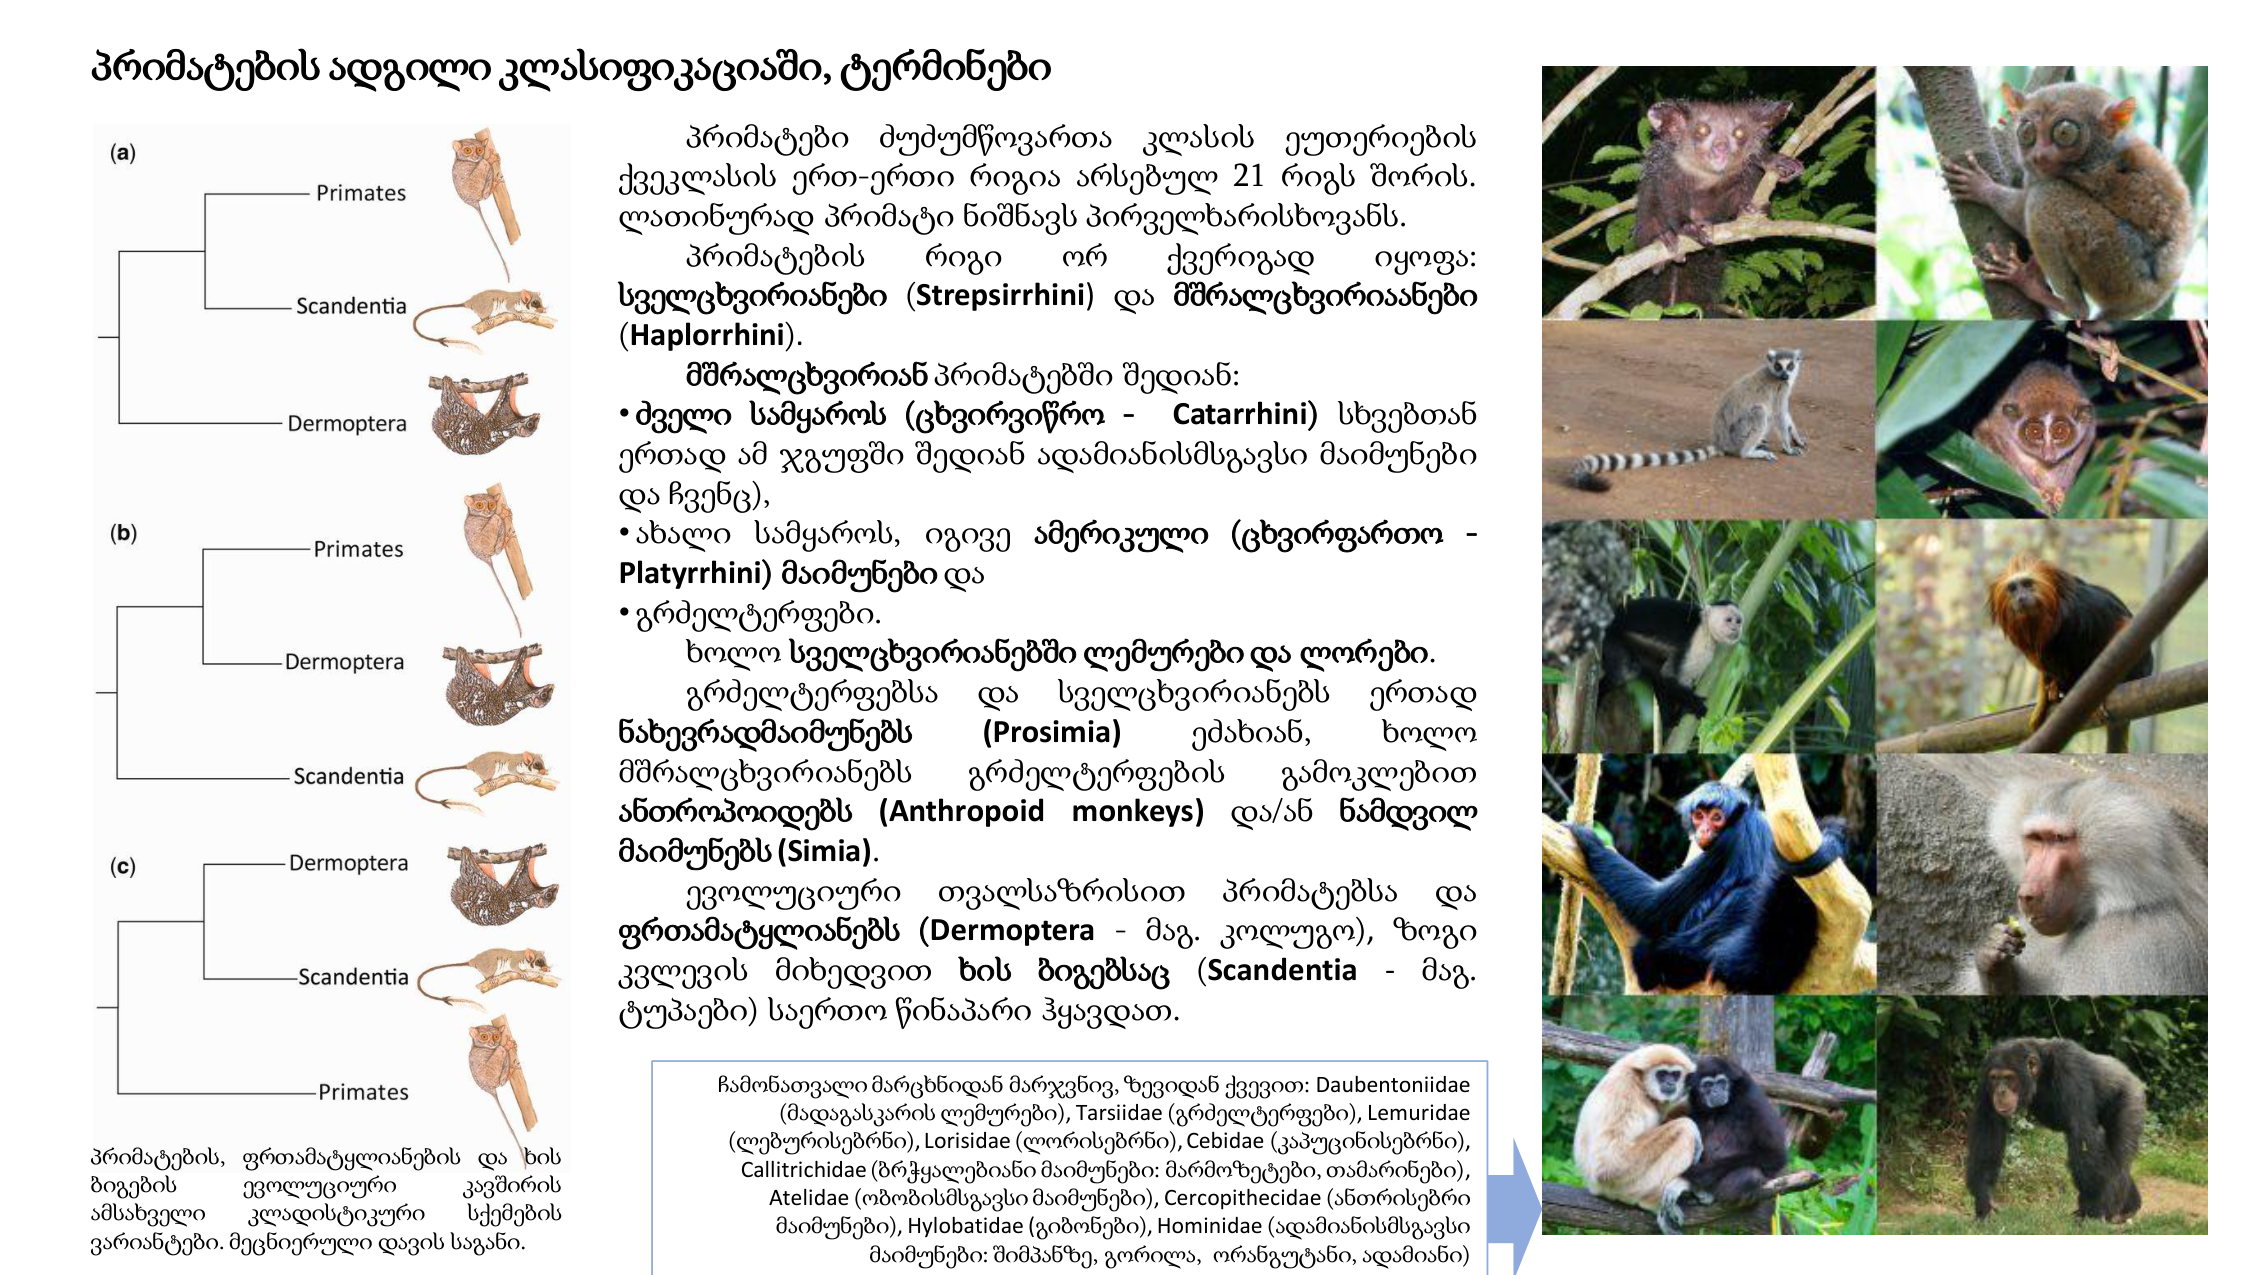 პრიმატების ადგილი კლასიფიკაციაში, ტერმინები
(a)
Primates
Scandentia
Dermoptera
(b)
Primates
Dermoptera
Scandentia
(c)
Dermoptera
Scandentia
Primates
პრიმატების, ფრთამატყლიანების და ხის
ბიგების ევოლუციური კავშირის
ამსახველი კლადისტიკური სქემების
ვარიანტები. მეცნიერული დავის საგანი.
პრიმატები ძუძუმწოვართა კლასის ეუთერიების
ქვეკლასის ერთ-ერთი რიგია არსებულ 21 რიგს შორის.
ლათინურად პრიმატი ნიშნავს პირველხარისხოვანს.
პრიმატების რიგი ორ ქვერიგად იყოფა:
სველცხვირიანები (Strepsirrhini) და მშრალცხვირიაანები
(Haplorrhini).
მშრალცხვირიან პრიმატებში შედიან:
• ძველი სამყაროს (ცხვირვიწრო - Catarrhini) სხვებთან
ერთად ამ ჯგუფში შედიან ადამიანისმსგავსი მაიმუნები
და ჩვენც),
• ახალი სამყაროს, იგივე ამერიკული (ცხვირფართო -
Platyrrhini) მაიმუნები და
• გრძელტერფები.
ხოლო სველცხვირიანებში ლემურები და ლორები.
გრძელტერფებსა და სველცხვირიანებს ერთად
ნახევრადმაიმუნებს (Prosimia) ეძახიან, ხოლო
მშრალცხვირიანებს გრძელტერფების გამოკლებით
ანთროპოიდებს (Anthropoid monkeys) და/ან ნამდვილ
მაიმუნებს (Simia).
ევოლუციური თვალსაზრისით პრიმატებსა და
ფრთამატყლიანებს (Dermoptera - მაგ. კოლუგო), ზოგი
კვლევის მიხედვით ხის ბიგებსაც (Scandentia - მაგ.
ტუპაები) საერთო წინაპარი ჰყავდათ.
ჩამონათვალი მარცხნიდან მარჯვნივ, ზევიდან ქვევით: Daubentoniidae
(მადაგასკარის ლემურები), Tarsiidae (გრძელტერფები), Lemuridae
(ლებურისებრნი), Lorisidae (ლორისებრნი), Cebidae (კაპუცინისებრნი),
Callitrichidae (ბრჭყალებიანი მაიმუნები: მარმოზეტები, თამარინები),
Atelidae (ობობისმსგავსი მაიმუნები), Cercopithecidae (ანთრისებრი
მაიმუნები), Hylobatidae (გიბონები), Hominidae (ადამიანისმსგავსი
მაიმუნები: შიმპანზე, გორილა, ორანგუტანი, ადამიანი)